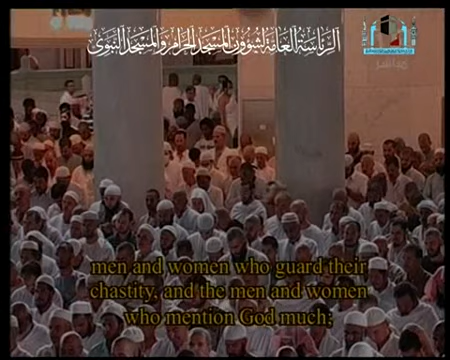 الرئاسة العامة لشؤون المسجد الحرام والمسجد النبوي
مباشر
men and women who guard their
chastity, and the men and women
who mention God much;